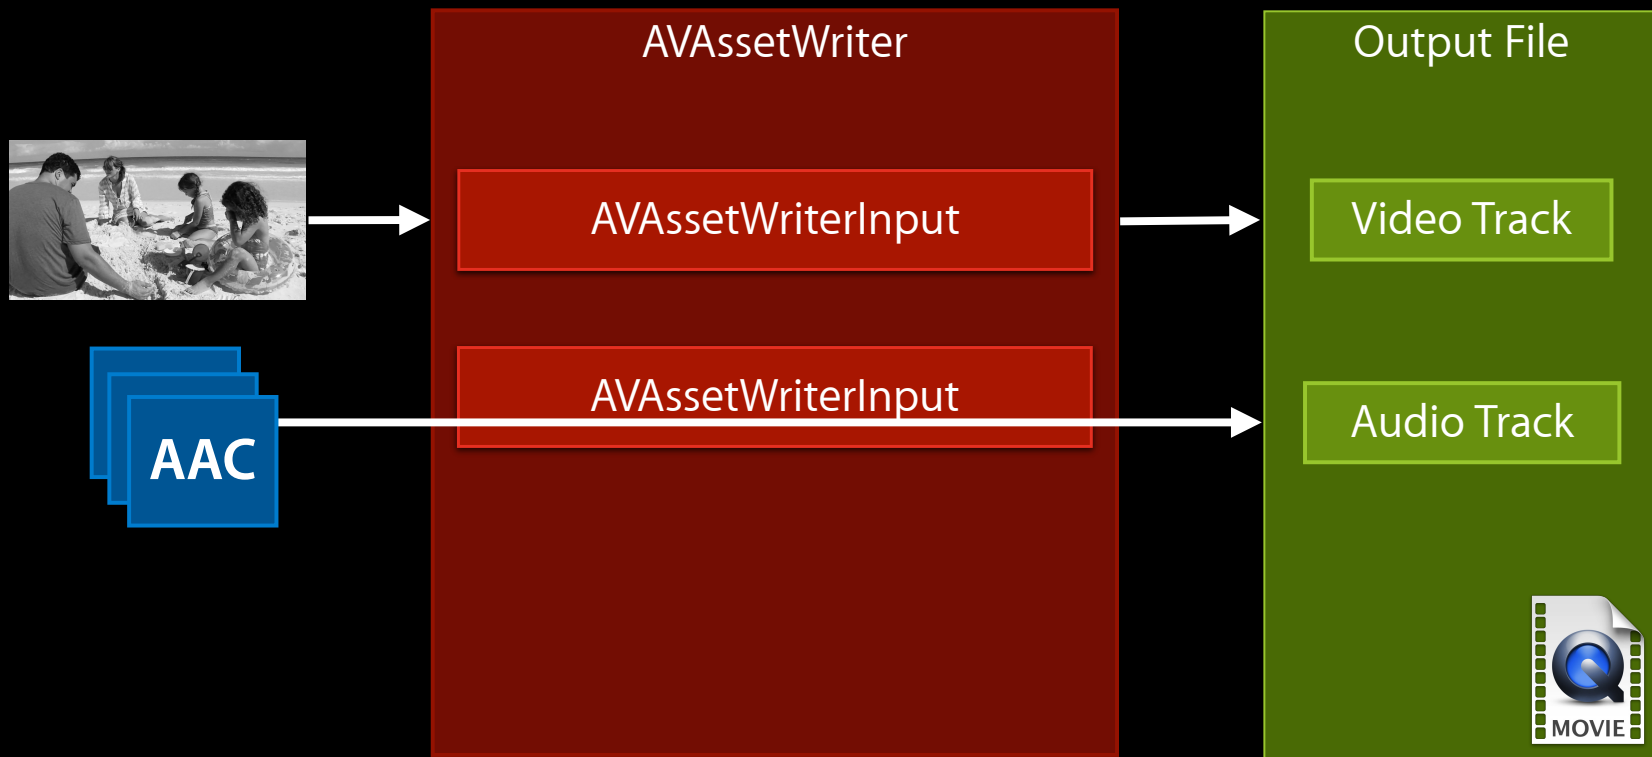 AVAssetWriter
Output File
AVAssetWriterInput
Video Track
AVAssetWriterInput
Audio Track
AAC
MOVIE